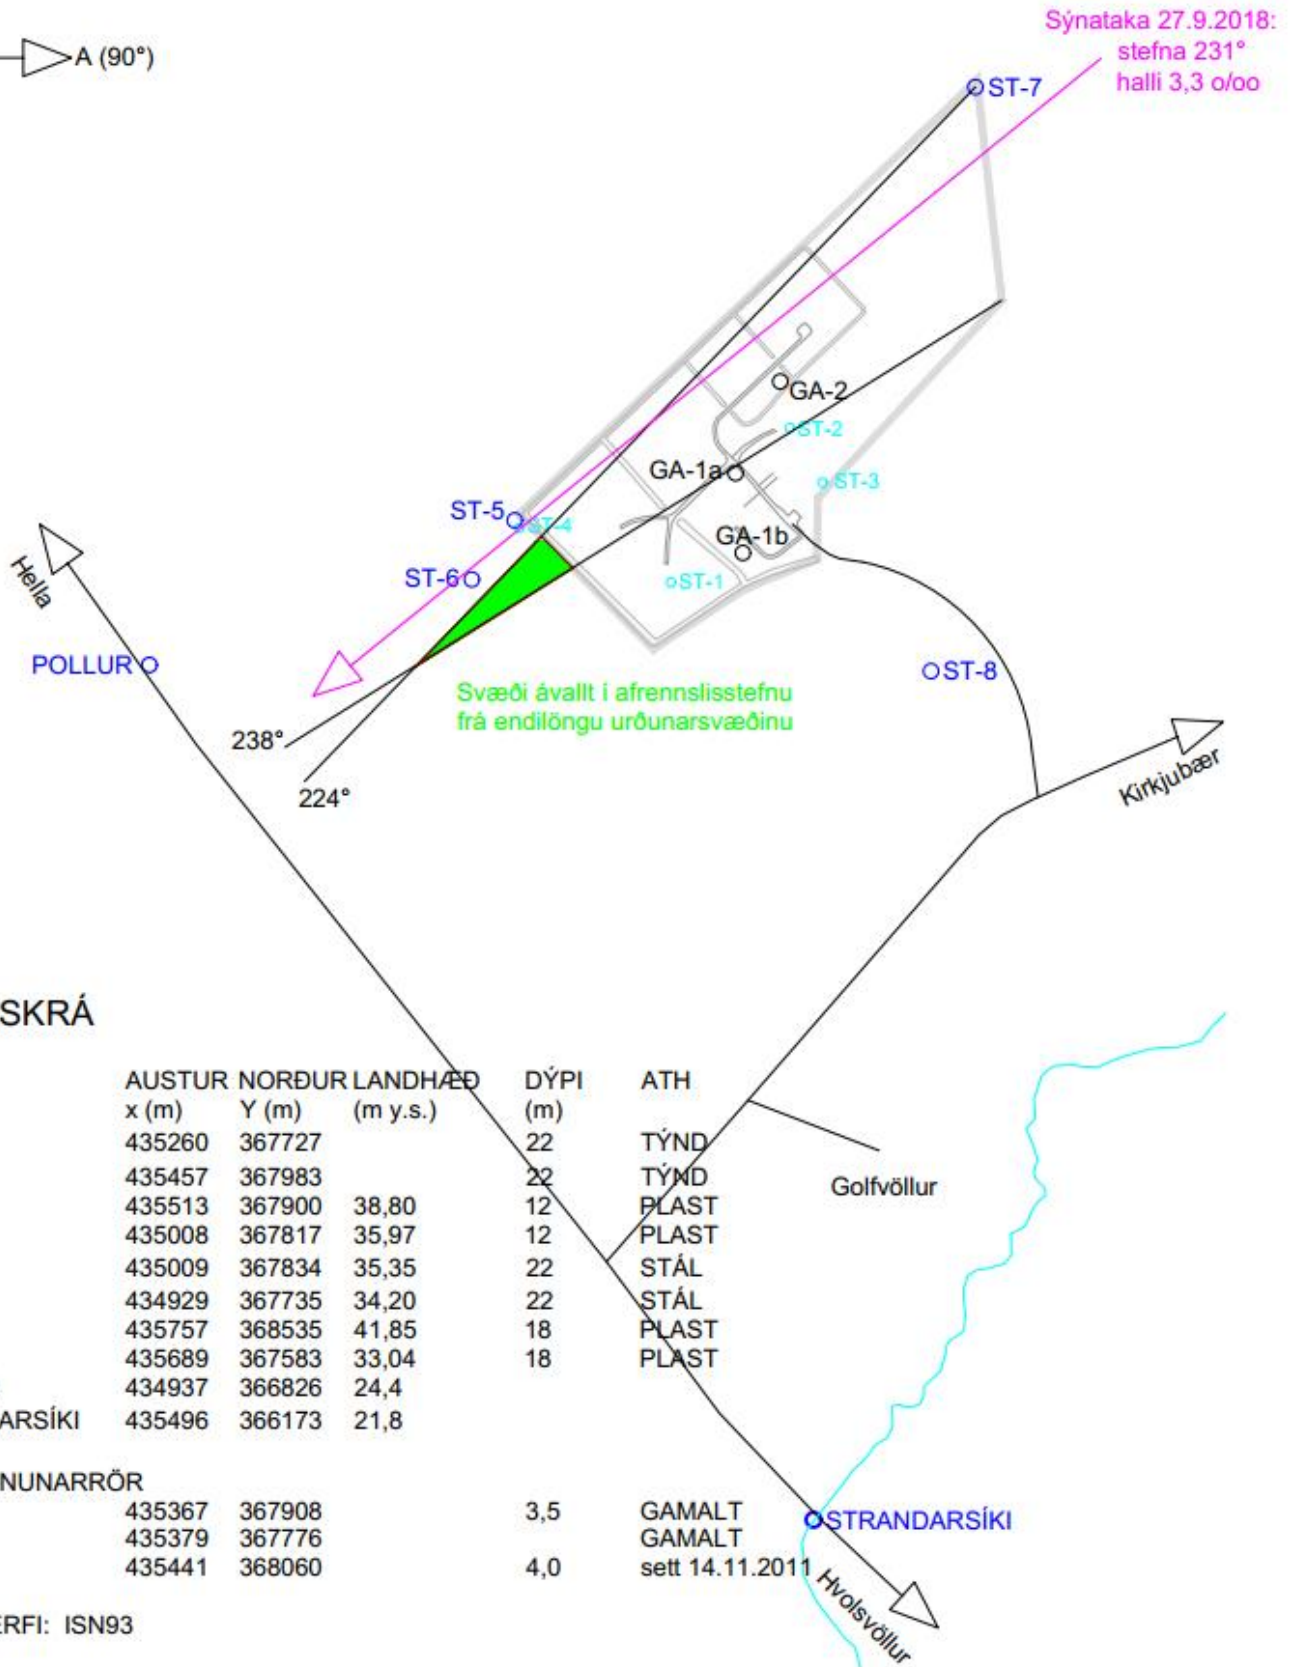 Sýnataka 27.9.2018:
stefna 231°
halli 3,3 o/oo
A (90°)
ST-7
GA-2
ST-2
GA-1a
ST-3
ST-5
ST-4
GA-1b
ST-6
ST-1
Hella
POLLUR
ST-8
Svæði ávallt í afrennslisstefnu
frá endilöngu urðunarsvæðinu
238°
224°
Kirkjubær
SKRÁ
AUSTUR NORÐUR LANDHÆÐ DÝPI ATH
x (m) Y (m) (m y.s.) (m)
435260 367727 22 TÝND
435457 367983 22 TÝND
435513 367900 38,80 12 PLAST
435008 367817 35,97 12 PLAST
435009 367834 35,35 22 STÁL
434929 367735 34,20 22 STÁL
435757 368535 41,85 18 PLAST
435689 367583 33,04 18 PLAST
434937 366826 24,4
ARSÍKI 435496 366173 21,8
Golfvöllur
NUNARRÖR
435367 367908 3,5 GAMALT
435379 367776 GAMALT
435441 368060 4,0 sett 14.11.2011
STRANDARSÍKI
Hvolsvöllur
ERFI: ISN93